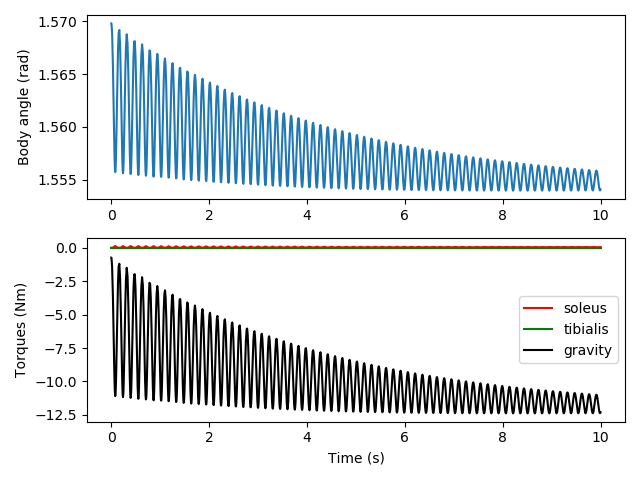 1.570
1.565
1.560
1.555
Body angle (rad)
0 2 4 6 8 10
0.0
−2.5
−5.0
−7.5
−10.0
−12.5
Torques (Nm)
soleus
tibialis
gravity
0 2 4 6 8 10
Time (s)